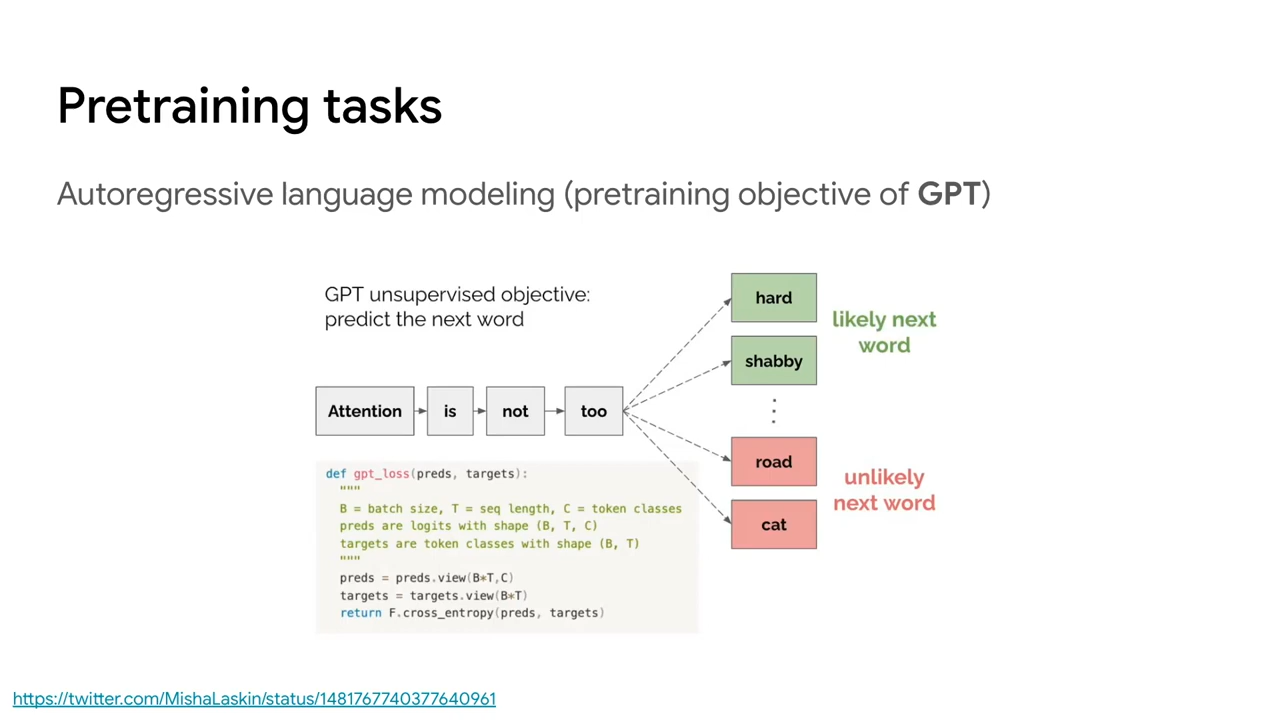 Pretraining tasks
Autoregressive language modeling (pretraining objective of GPT)
GPT unsupervised objective:
predict the next word
Attention
is
not
too
hard
shabby
road
cat
likely next
word
unlikely
next word
def gpt_loss(preds, targets):
"""
B = batch size, T = seq length, C = token classes
preds are logits with shape (B, T, C)
targets are token classes with shape (B, T)
"""
preds = preds.view(B*T,C)
targets = targets.view(B*T)
return F.cross_entropy(preds, targets)
https://twitter.com/MishaLaskin/status/1481767740377640961